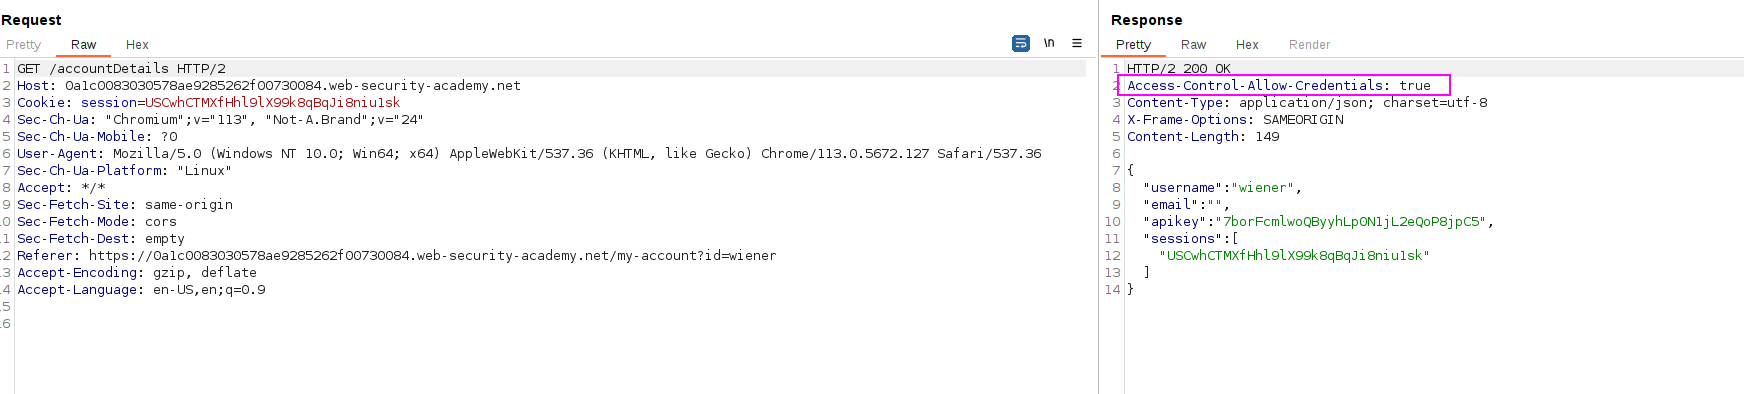 Request
Pretty Raw Hex
\n
1 GET /accountDetails HTTP/2
2 Host: 0a1c0083030578ae9285262f00730084.web-security-academy.net
3 Cookie: session=USCwhCTMXfHhl9lX99k8qBqJi8niu1sk
4 Sec-Ch-Ua: "Chromium";v="113", "Not-A.Brand";v="24"
5 Sec-Ch-Ua-Mobile: ?0
6 User-Agent: Mozilla/5.0 (Windows NT 10.0; Win64; x64) AppleWebKit/537.36 (KHTML, like Gecko) Chrome/113.0.5672.127 Safari/537.36
7 Sec-Ch-Ua-Platform: "Linux"
8 Accept: */*
9 Sec-Fetch-Site: same-origin
0 Sec-Fetch-Mode: cors
1 Sec-Fetch-Dest: empty
2 Referer: https://0a1c0083030578ae9285262f00730084.web-security-academy.net/my-account?id=wiener
3 Accept-Encoding: gzip, deflate
4 Accept-Language: en-US,en;q=0.9
5
6
Response
Pretty Raw Hex Render
1 HTTP/2 200 OK
2 Access-Control-Allow-Credentials: true
3 Content-Type: application/json; charset=utf-8
4 X-Frame-Options: SAMEORIGIN
5 Content-Length: 149
6
7 {
8 "username":"wiener",
9 "email":"",
10 "apikey":"7borFcmlwoQByyhLp0N1jL2eQoP8jpC5",
11 "sessions":[
12 "USCwhCTMXfHhl9lX99k8qBqJi8niu1sk"
13 ]
14 }